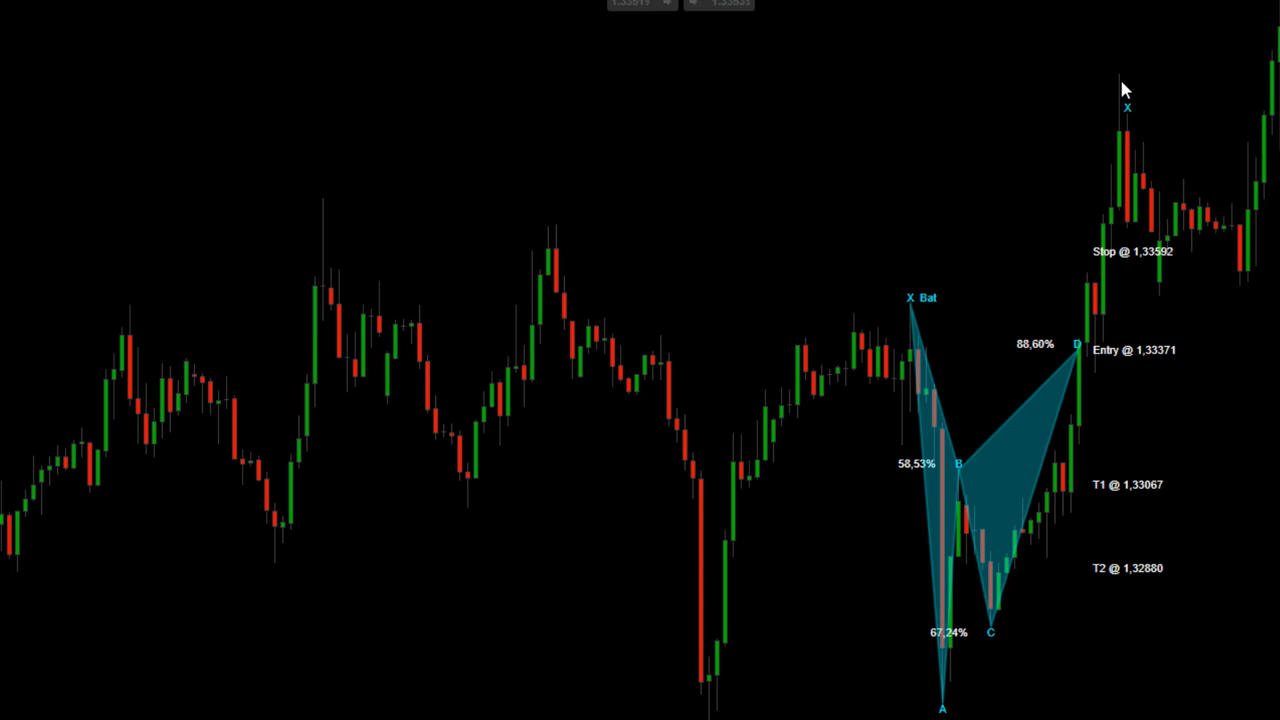 X
Stop @ 1,33592
X Bat
88,60% D
Entry @ 1,33371
58,53% B
T1 @ 1,33067
T2 @ 1,32880
67,24% C
A